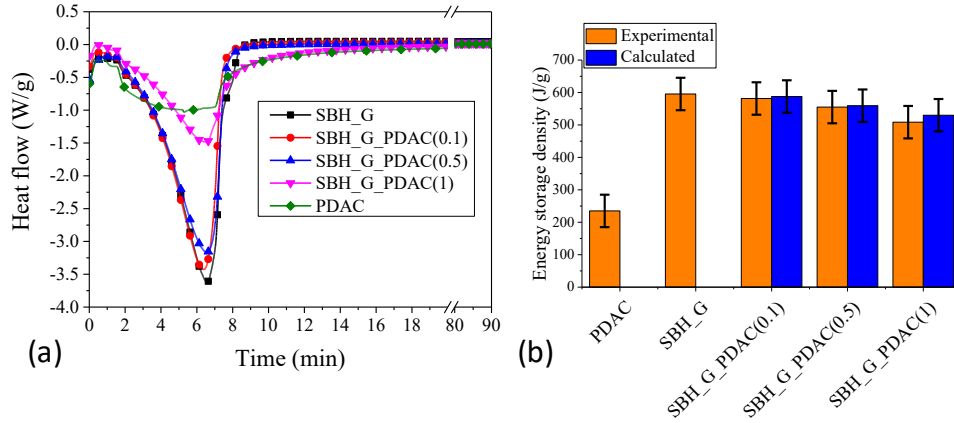 0.0
-0.5
-1.0
-1.5
-2.0
-2.5
-3.0
-3.5
-4.0
Heat flow (W/g)
SBH_G
SBH_G_PDAC(0.1)
SBH_G_PDAC(0.5)
SBH_G_PDAC(1)
PDAC
0 2 4 6 8 10 12 14 16 18 80 90
Time (min)
(a)
800
700
600
500
400
300
200
100
0
Energy storage density (J/g)
Experimental
Calculated
PDAC
SBH_G
SBH_G_PDAC(0.1)
SBH_G_PDAC(0.5)
SBH_G_PDAC(1)
(b)